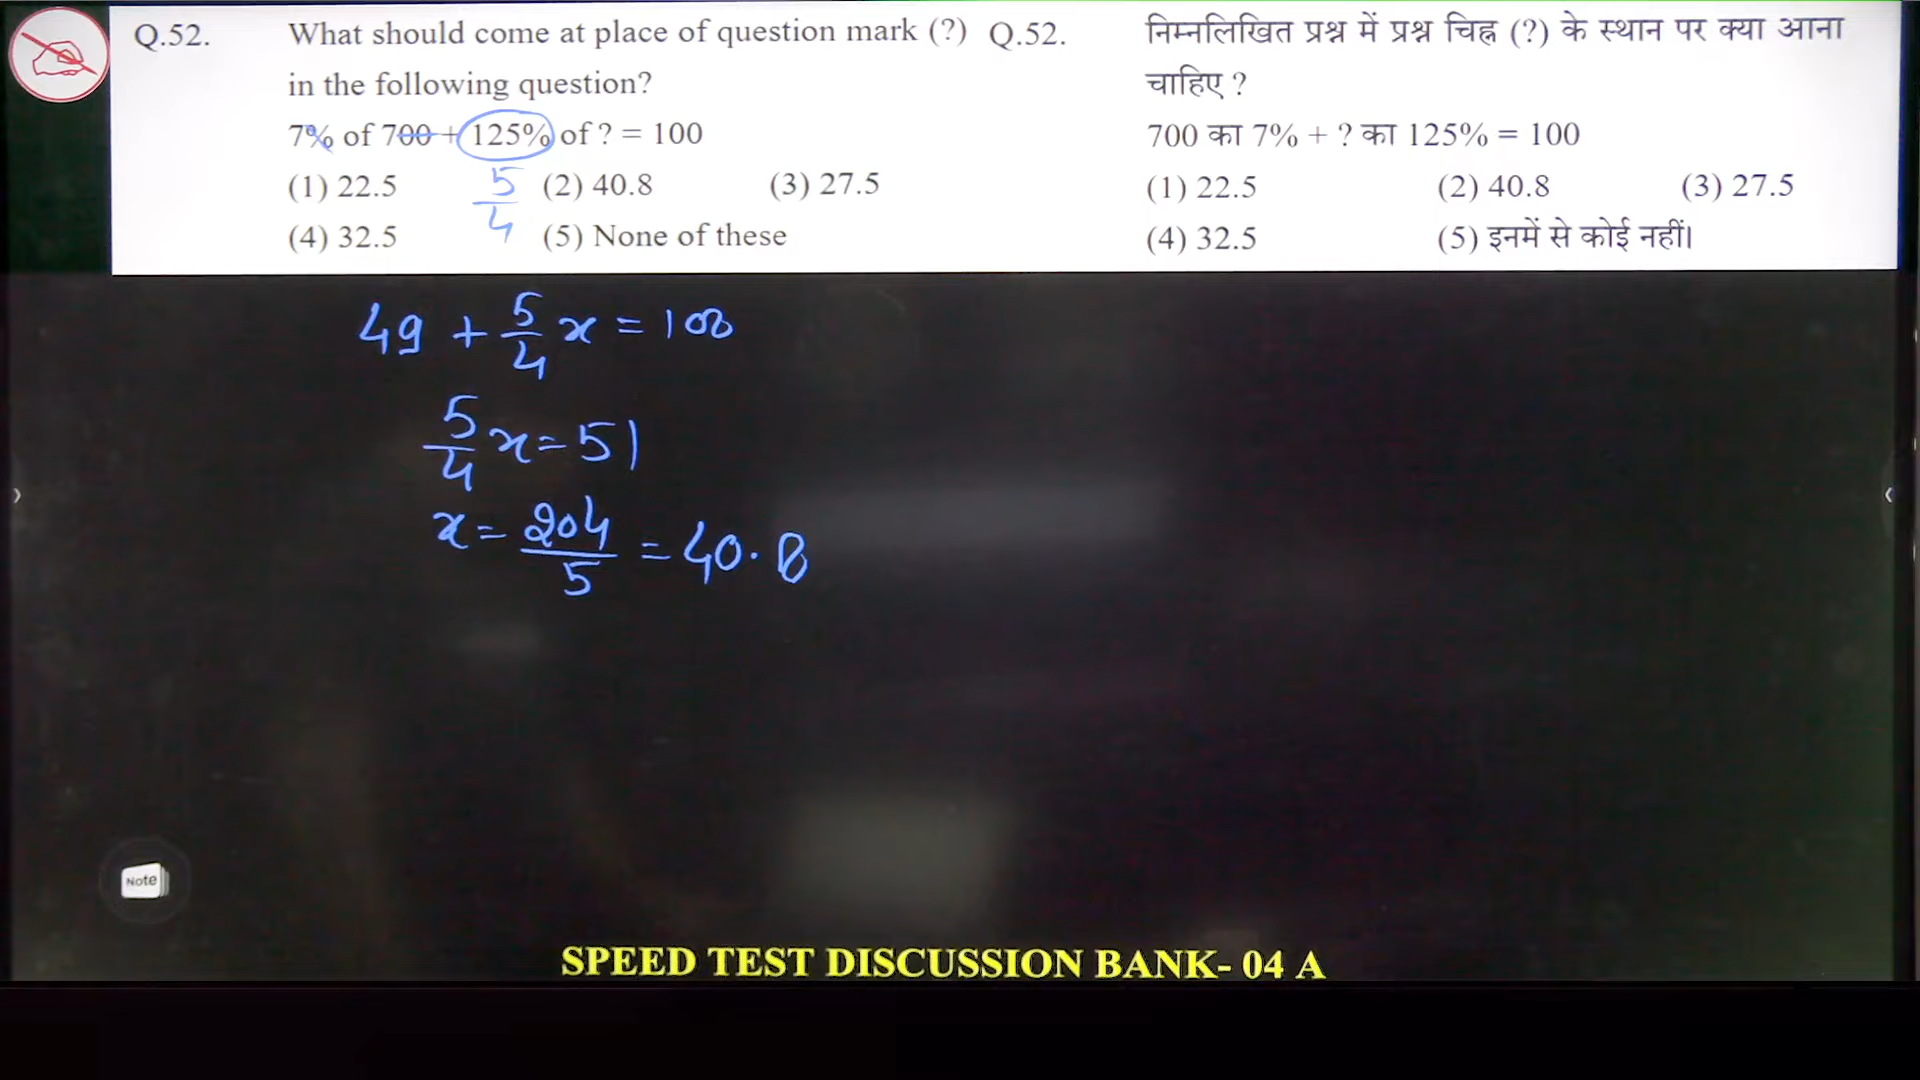 Q.52. What should come at place of question mark (?)
in the following question?
7% of 700 + 125% of ? = 100
(1) 22.5 (2) 40.8 (3) 27.5
(4) 32.5 (5) None of these
5
4
Q.52. निम्नलिखित प्रश्न में प्रश्न चिह्न (?) के स्थान पर क्या आना
चाहिए ?
700 का 7% + ? का 125% = 100
(1) 22.5 (2) 40.8 (3) 27.5
(4) 32.5 (5) इनमें से कोई नहीं।
49 + 5/4 x = 100
5/4 x = 51
x = 204/5 = 40.8
Note
SPEED TEST DISCUSSION BANK- 04 A